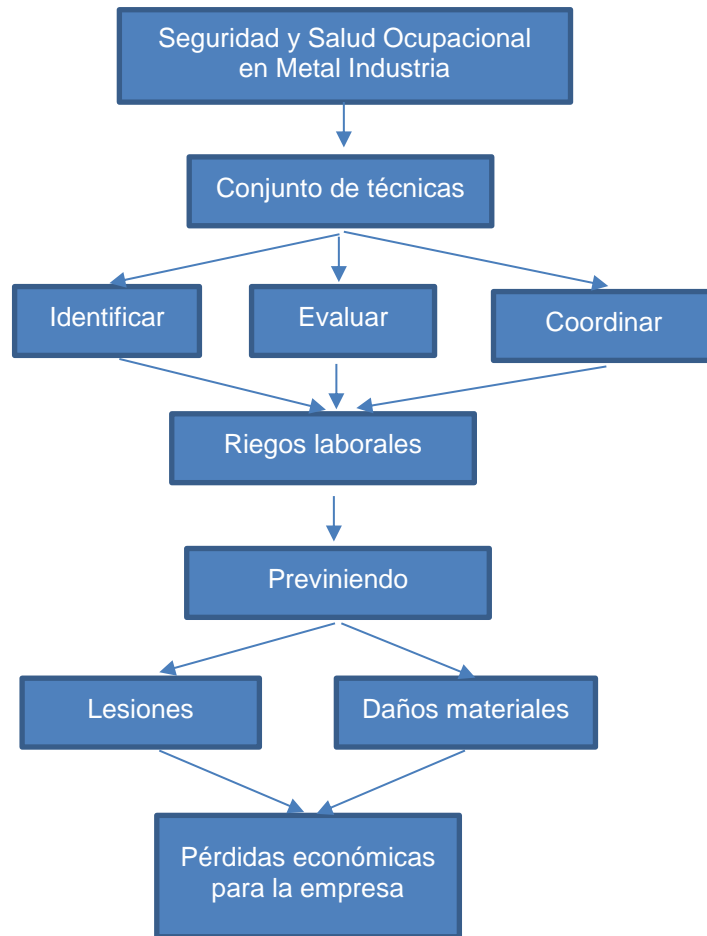 Seguridad y Salud Ocupacional
en Metal Industria
Conjunto de técnicas
Identificar
Evaluar
Coordinar
Riegos laborales
Previniendo
Lesiones
Daños materiales
Pérdidas económicas
para la empresa